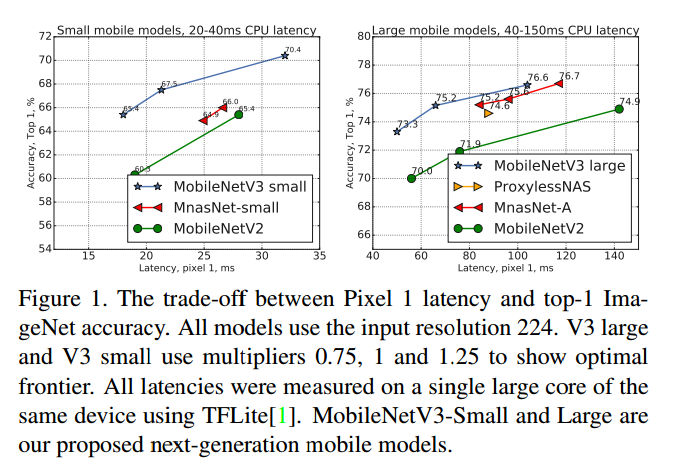 Small mobile models, 20-40ms CPU latency
72
70
68
66
64
62
60
58
56
54
Accuracy, Top 1, %
70.4
67.5
65.4
66.0
64.9
65.4
MobileNetV3 small
MnasNet-small
MobileNetV2
15 20 25 30 35
Latency, pixel 1, ms
Large mobile models, 40-150ms CPU latency
80
78
76
74
72
70
68
66
Accuracy, Top 1, %
76.6
76.7
75.2
75.2
75.6
74.6
73.3
74.9
71.9
70.0
MobileNetV3 large
ProxylessNAS
MnasNet-A
MobileNetV2
40 60 80 100 120 140
Latency, pixel 1, ms
Figure 1. The trade-off between Pixel 1 latency and top-1 Ima-
geNet accuracy. All models use the input resolution 224. V3 large
and V3 small use multipliers 0.75, 1 and 1.25 to show optimal
frontier. All latencies were measured on a single large core of the
same device using TFLite[1]. MobileNetV3-Small and Large are
our proposed next-generation mobile models.